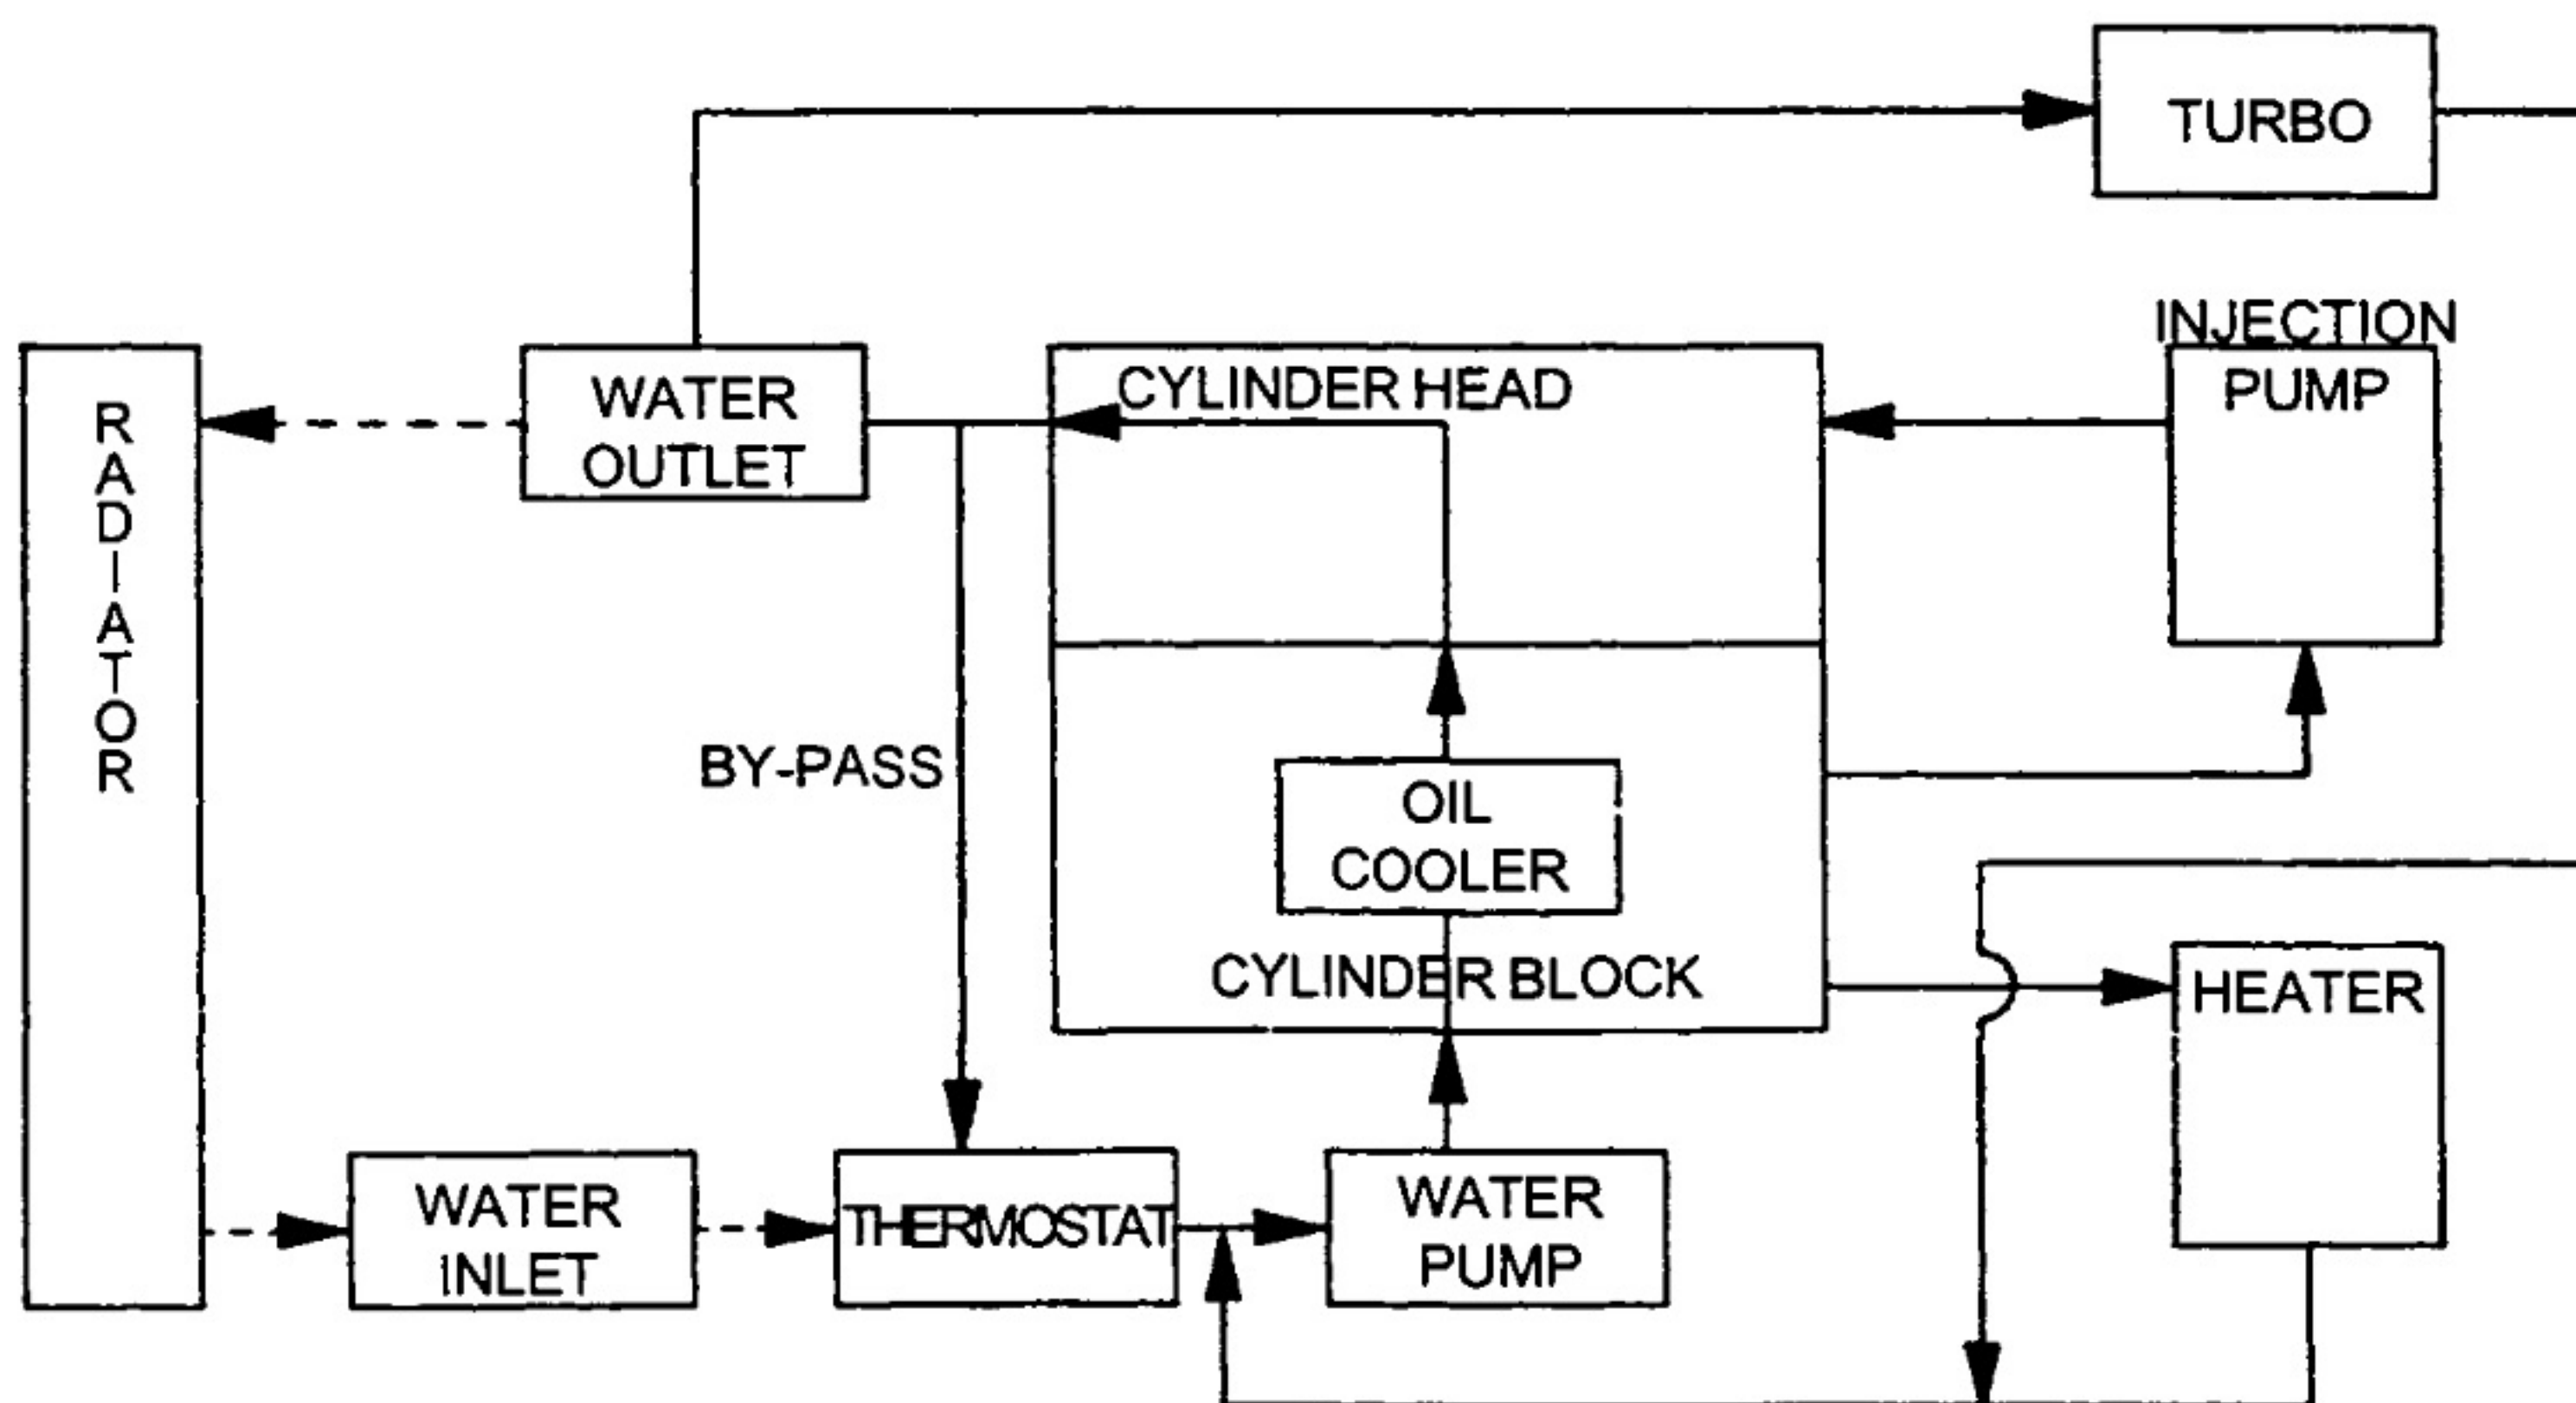 TURBO
INJECTION
PUMP
CYLINDER HEAD
WATER
OUTLET
RADIATOR
BY-PASS
OIL
COOLER
CYLINDER BLOCK
HEATER
WATER
INLET
THERMOSTAT
WATER
PUMP